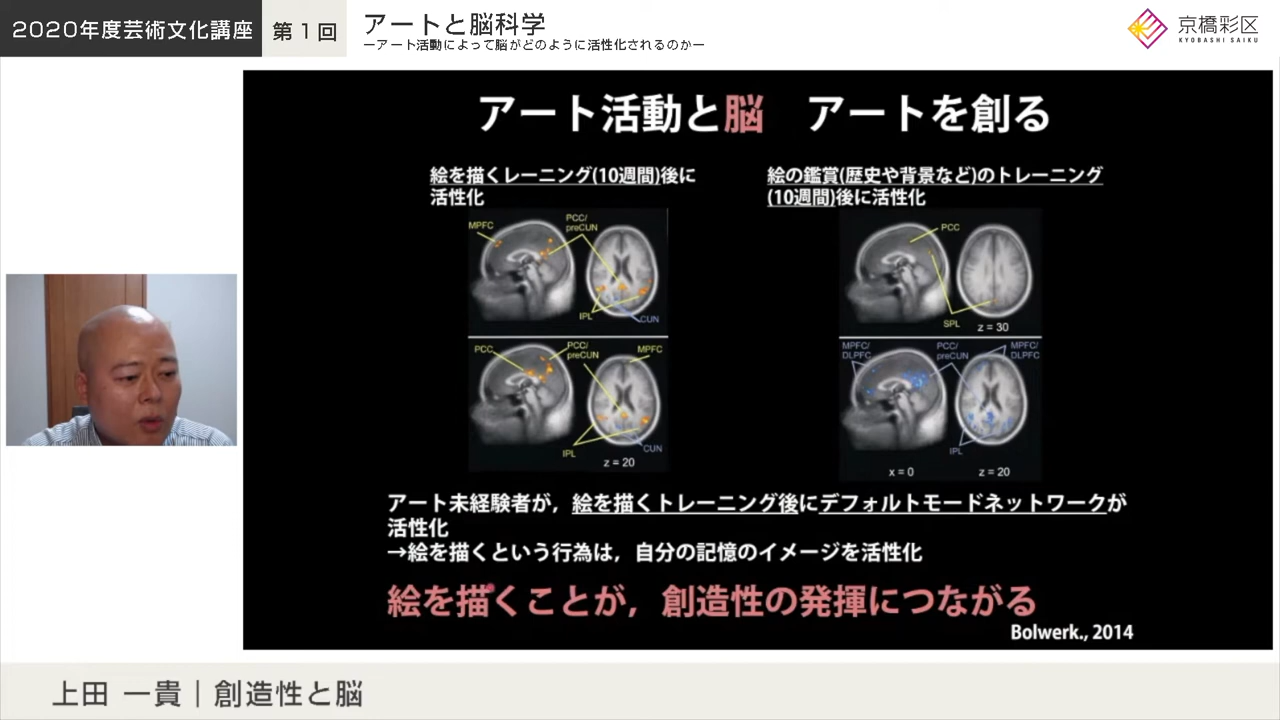 2020年度芸術文化講座
第1回
アートと脳科学
ーアート活動によって脳がどのように活性化されるのかー
京橋彩区
KYOBASHI SAIKU
アート活動と脳 アートを創る
絵を描くレーニング(10週間)後に
活性化
絵の鑑賞(歴史や背景など)のトレーニング
(10週間)後に活性化
MPFC
PCC/
preCUN
IPL
CUN
PCC
PCC/
preCUN
MPFC
IPL
CUN
z = 20
PCC
SPL
z = 30
MPFC/
DLPFC
PCC/
preCUN
MPFC/
DLPFC
IPL
x = 0
z = 20
アート未経験者が，絵を描くトレーニング後にデフォルトモードネットワークが
活性化
→絵を描くという行為は，自分の記憶のイメージを活性化
絵を描くことが，創造性の発揮につながる
Bolwerk., 2014
上田 一貴｜創造性と脳